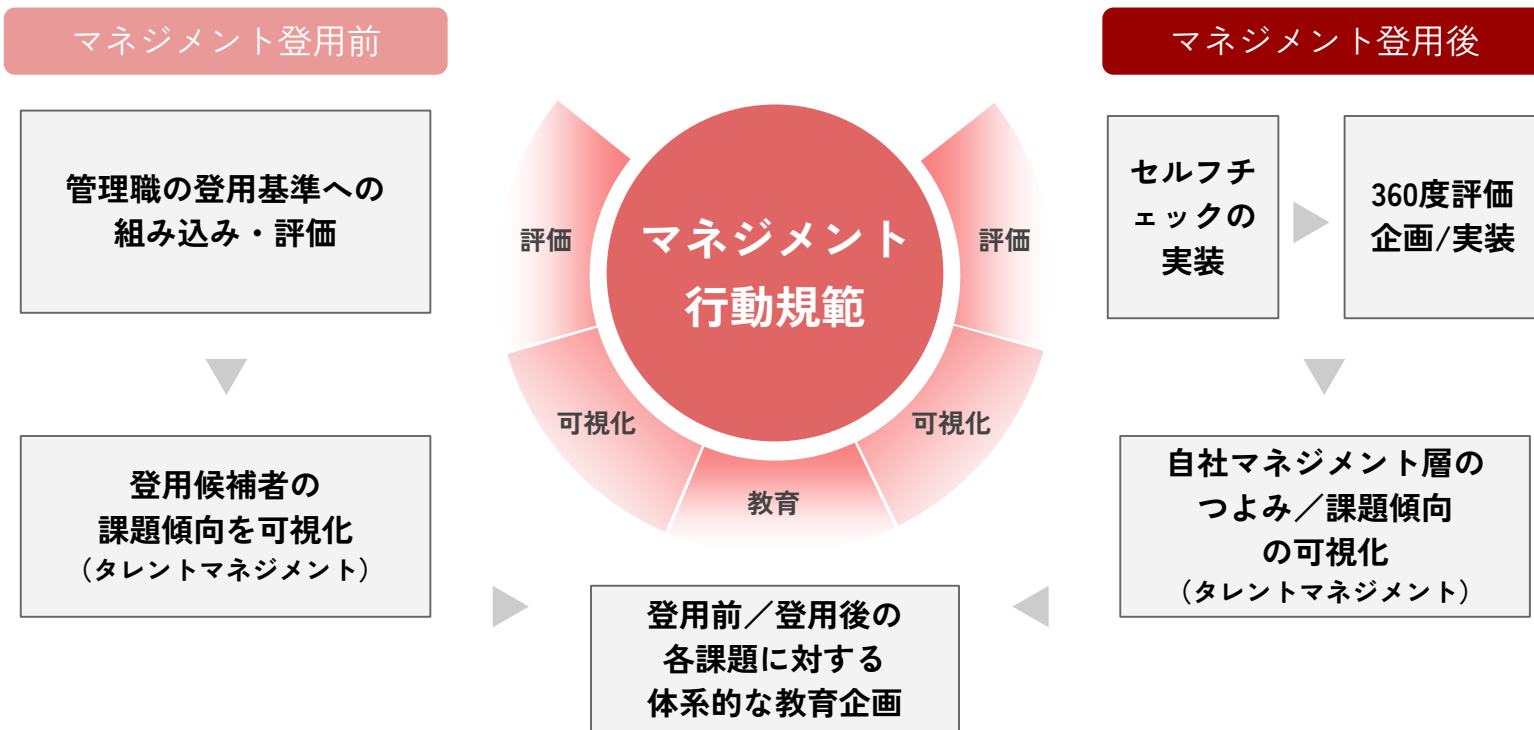 マネジメント登用前
マネジメント登用後
管理職の登用基準への
組み込み・評価
登用候補者の
課題傾向を可視化
（タレントマネジメント）
評価
可視化
マネジメント
行動規範
教育
評価
可視化
セルフチ
ェックの
実装
360度評価
企画/実装
自社マネジメント層の
つよみ／課題傾向
の可視化
（タレントマネジメント）
登用前／登用後の
各課題に対する
体系的な教育企画